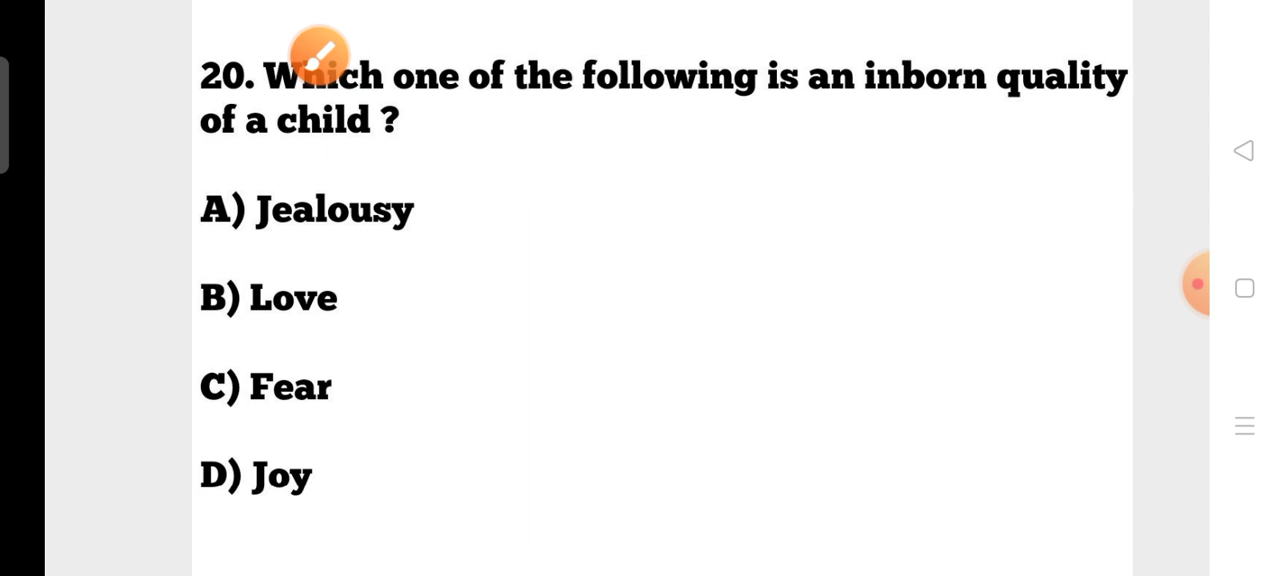 20. Which one of the following is an inborn quality
of a child ?
A) Jealousy
B) Love
C) Fear
D) Joy